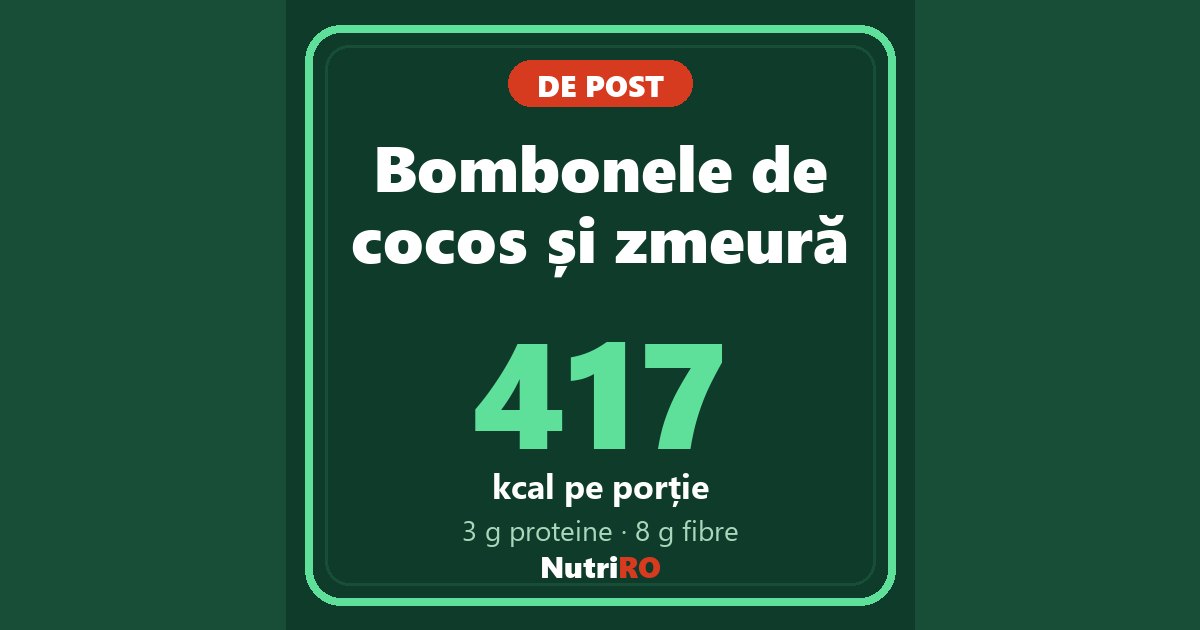 DE POST
Bombonele de
cocos și zmeură
417
kcal pe porție
3 g proteine · 8 g fibre
NutriRO